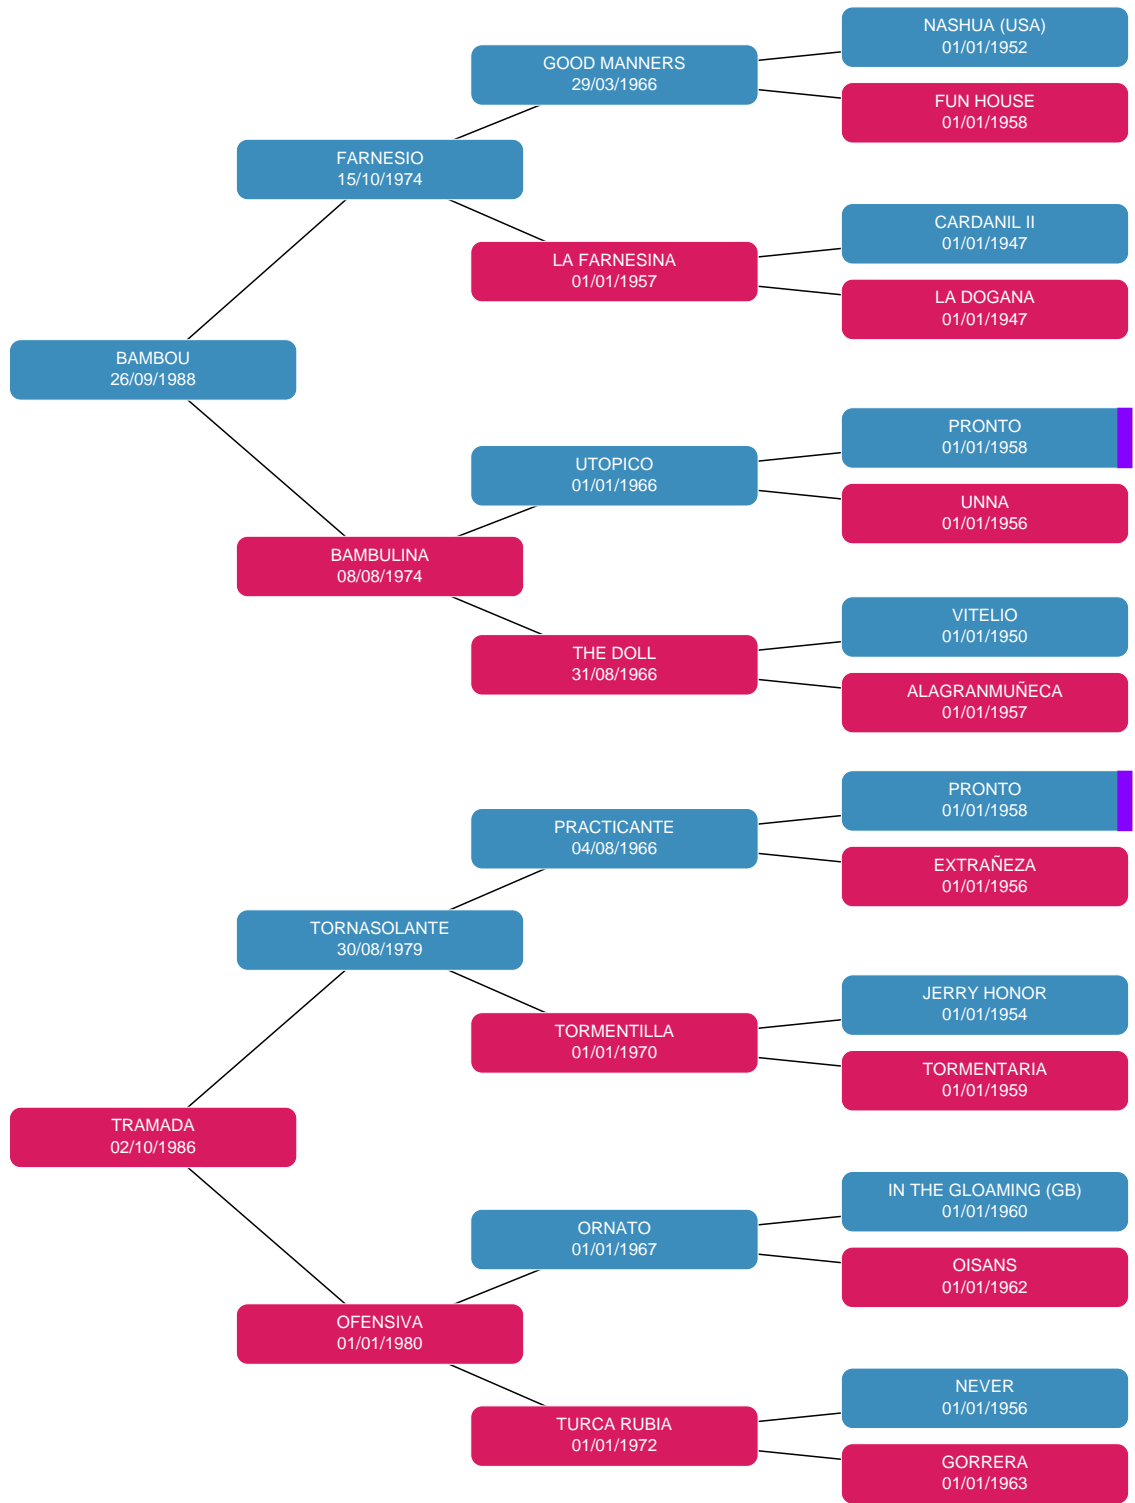 NASHUA (USA)
01/01/1952
GOOD MANNERS
29/03/1966
FUN HOUSE
01/01/1958
FARNESIO
15/10/1974
CARDANIL II
01/01/1947
LA FARNESINA
01/01/1957
LA DOGANA
01/01/1947
BAMBOU
26/09/1988
PRONTO
01/01/1958
UTOPICO
01/01/1966
UNNA
01/01/1956
BAMBULINA
08/08/1974
VITELIO
01/01/1950
THE DOLL
31/08/1966
ALAGRANMUÑECA
01/01/1957
PRONTO
01/01/1958
PRACTICANTE
04/08/1966
EXTRAÑEZA
01/01/1956
TORNASOLANTE
30/08/1979
JERRY HONOR
01/01/1954
TORMENTILLA
01/01/1970
TORMENTARIA
01/01/1959
TRAMADA
02/10/1986
IN THE GLOAMING (GB)
01/01/1960
ORNATO
01/01/1967
OISANS
01/01/1962
OFENSIVA
01/01/1980
NEVER
01/01/1956
TURCA RUBIA
01/01/1972
GORRERA
01/01/1963